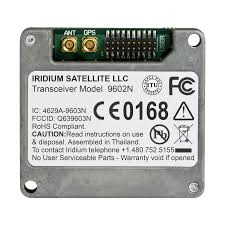 ANT GPS
IRIDIUM SATELLITE LLC
Transceiver Model 9602N
IC: 4629A-9603N
FCCID: Q639603N
RoHS Compliant.
CE0168
FC
ITU
CAUTION: Read instructions on use
& disposal. Assembled in Thailand.
To contact Iridium telephone +1.480.752.5155
No User Serviceable Parts - Warranty
Void If Removed